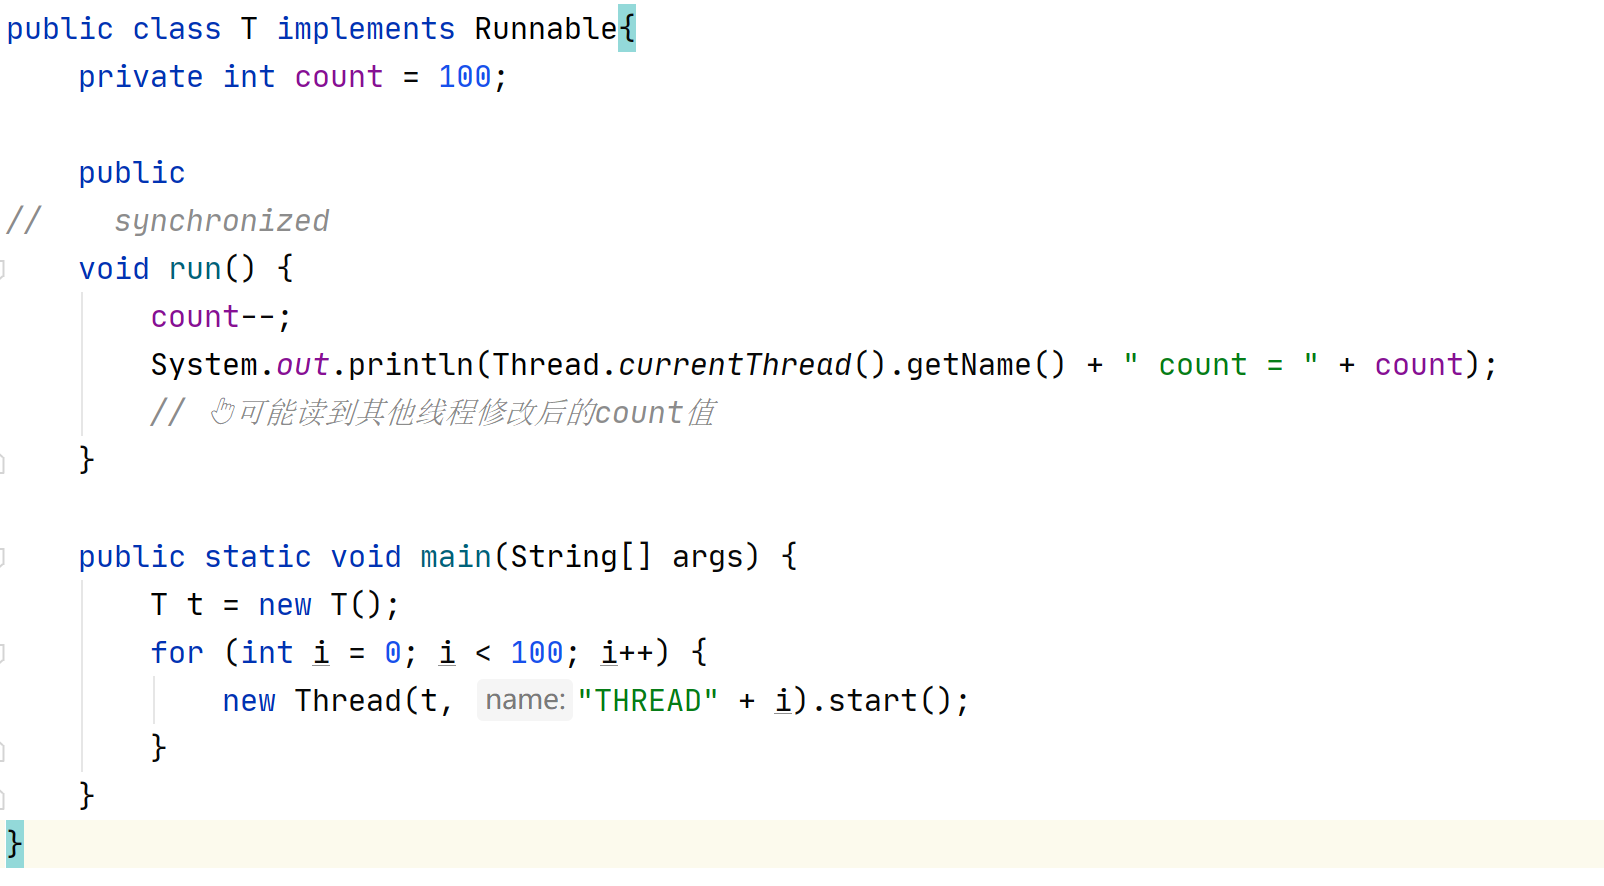 public class T implements Runnable{
    private int count = 100;

    public
//    synchronized
    void run() {
        count--;
        System.out.println(Thread.currentThread().getName() + " count = " + count);
        // 👆可能读到其他线程修改后的count值
    }

    public static void main(String[] args) {
        T t = new T();
        for (int i = 0; i < 100; i++) {
            new Thread(t, name: "THREAD" + i).start();
        }
    }
}